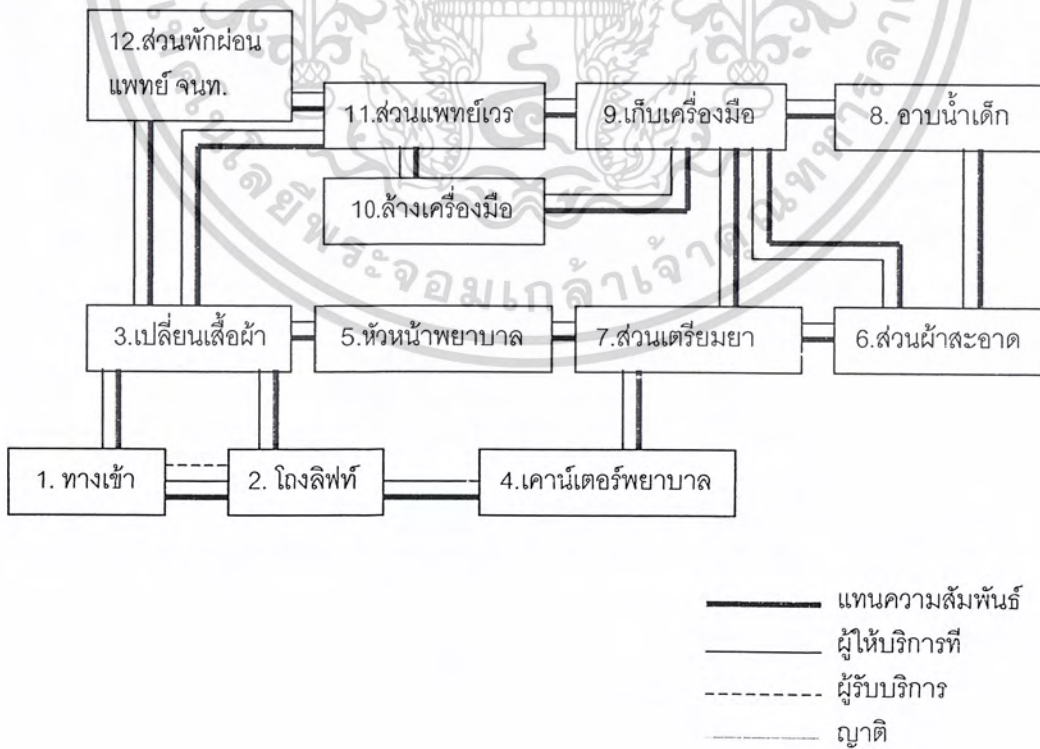 12.ส่วนพักผ่อน
แพทย์ จนท.
11.ส่วนแพทย์เวร
9.เก็บเครื่องมือ
8. อาบน้ำเด็ก
10.ล้างเครื่องมือ
3.เปลี่ยนเสื้อผ้า
5.หัวหน้าพยาบาล
7.ส่วนเตรียมยา
6.ส่วนผ้าสะอาด
1. ทางเข้า
2. โถงลิฟท์
4.เคาน์เตอร์พยาบาล
แทนความสัมพันธ์
ผู้ให้บริการที
ผู้รับบริการ
ญาติ